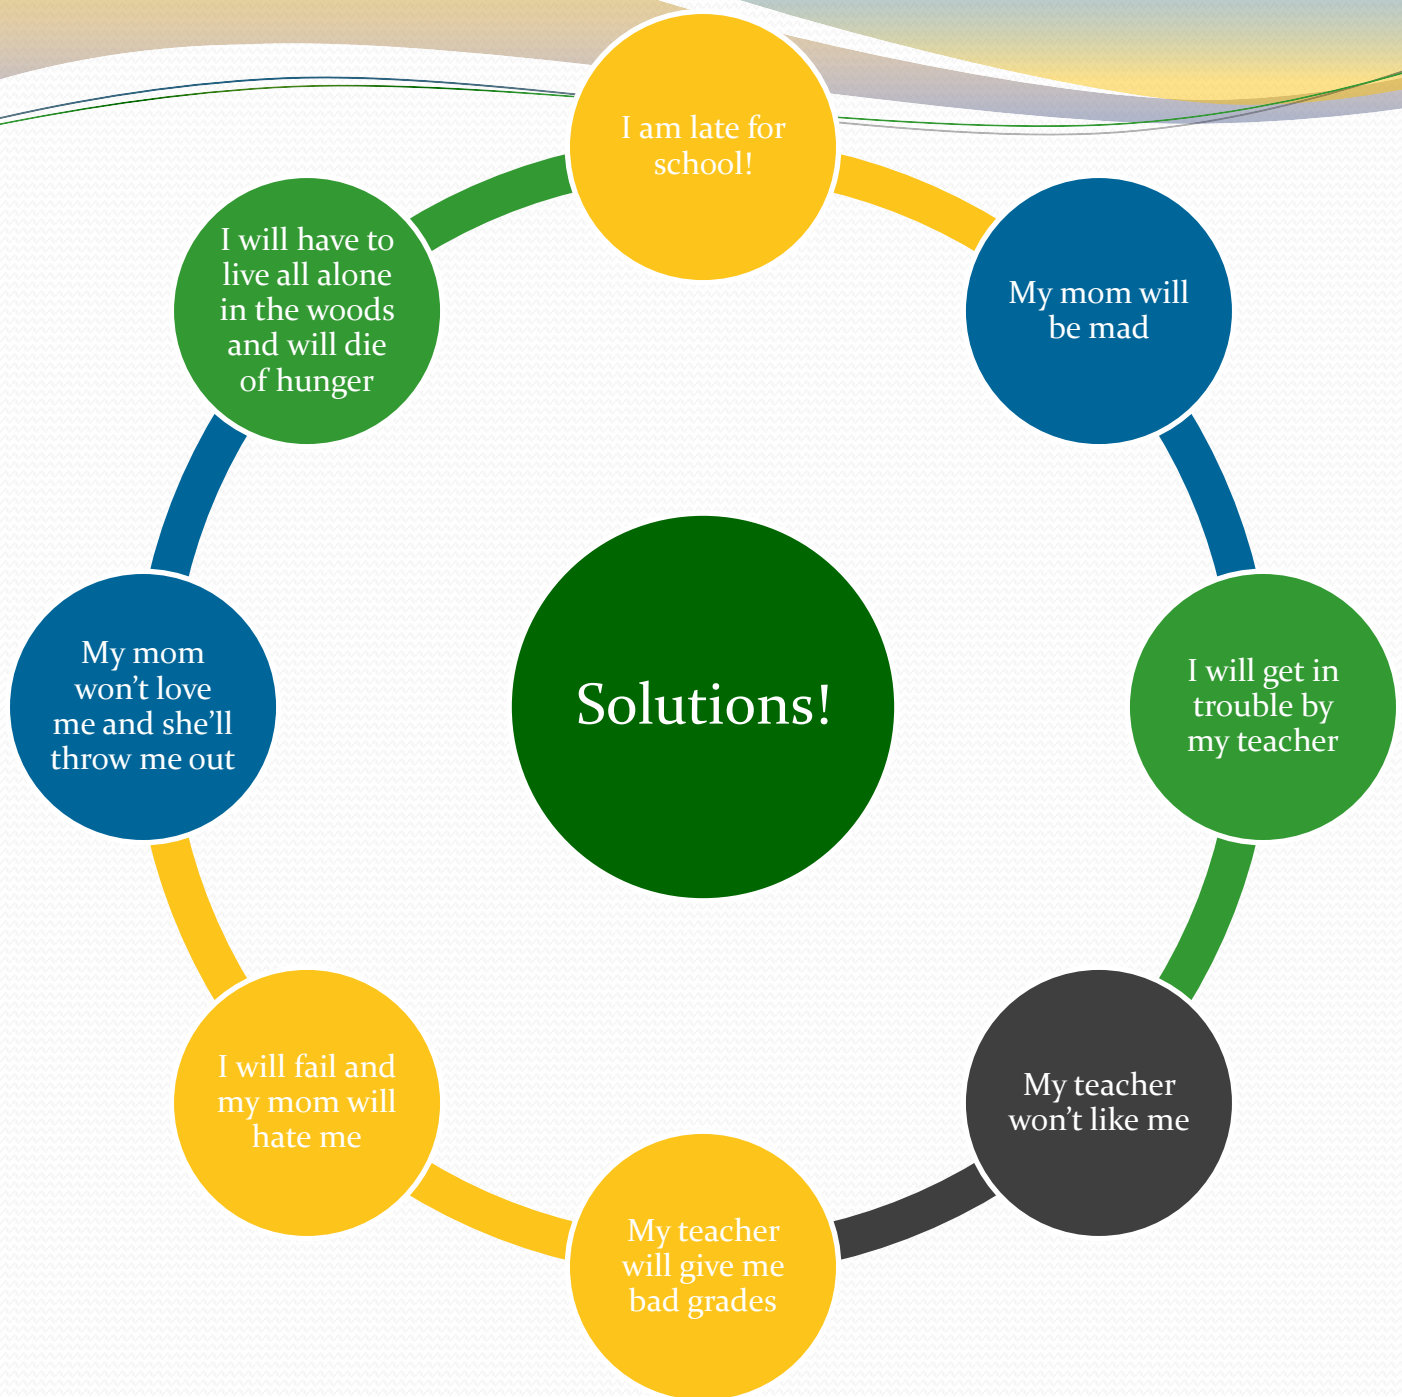 I am late for
school!
My mom will
be mad
I will get in
trouble by
my teacher
My teacher
won't like me
My teacher
will give me
bad grades
I will fail and
my mom will
hate me
My mom
won't love
me and she'll
throw me out
I will have to
live all alone
in the woods
and will die
of hunger
Solutions!